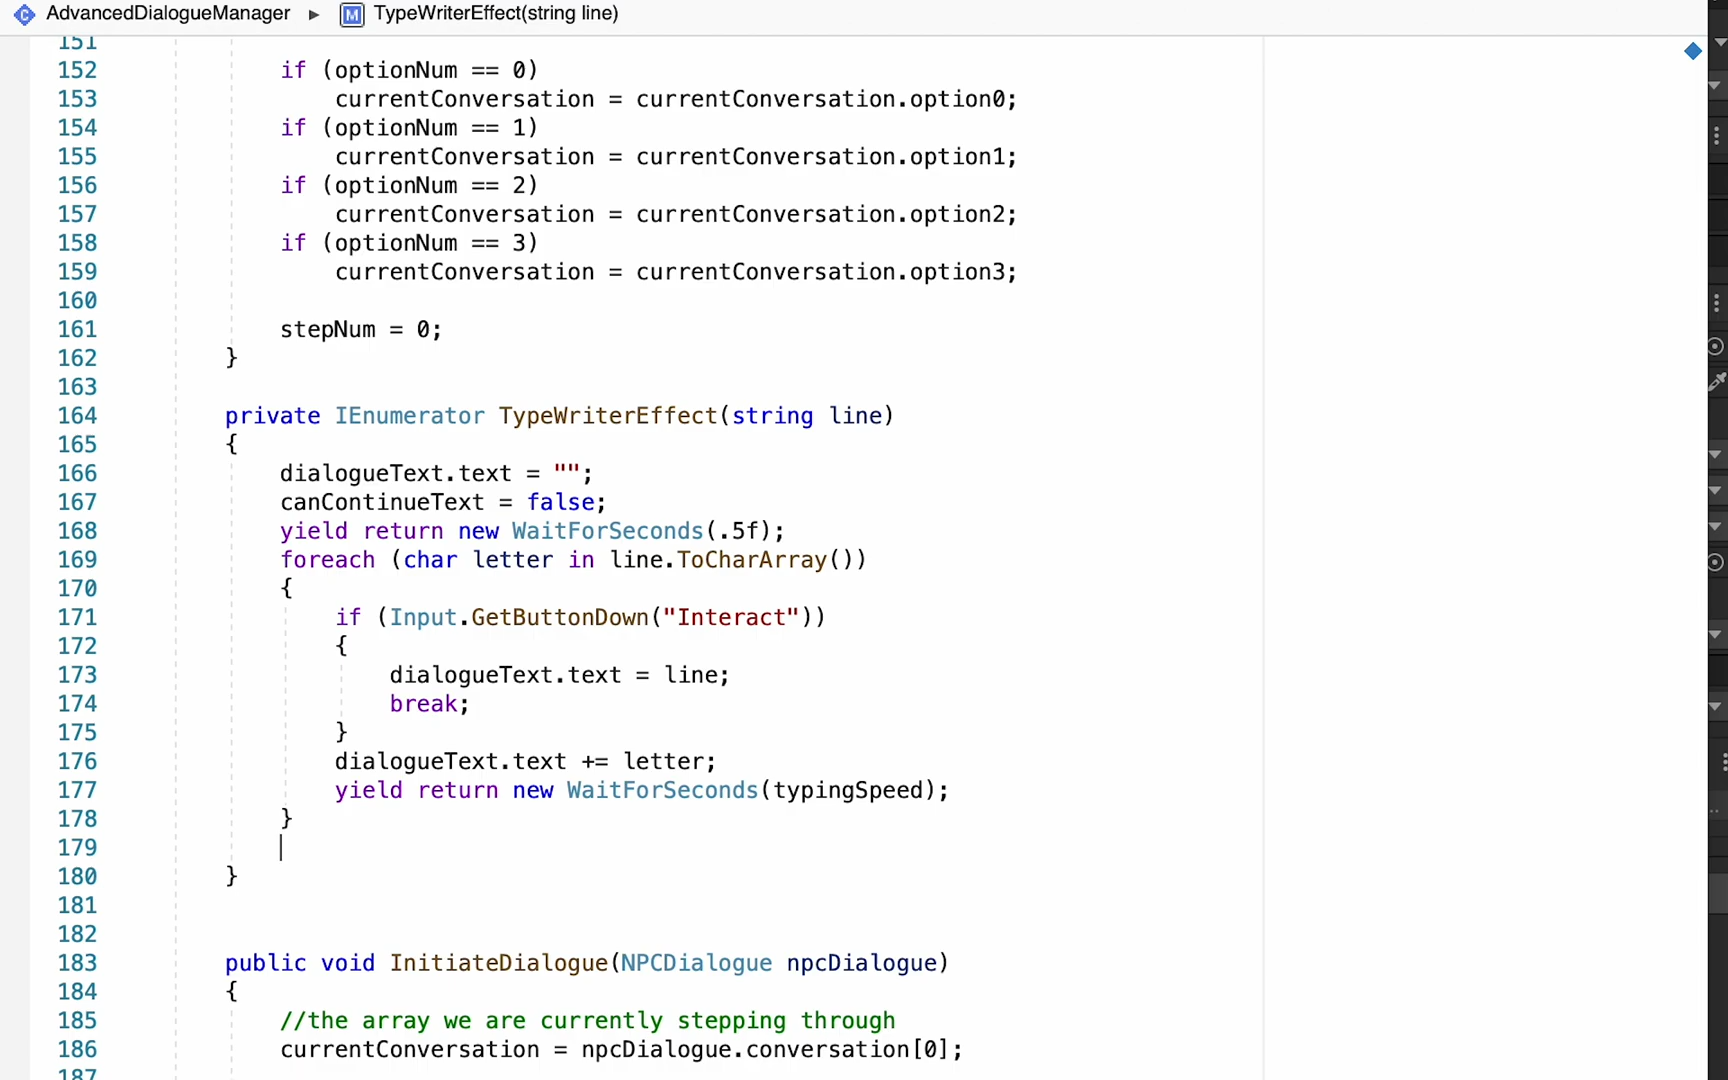 AdvancedDialogueManager ▶ M TypeWriterEffect(string line)
151
152 if (optionNum == 0)
153 currentConversation = currentConversation.option0;
154 if (optionNum == 1)
155 currentConversation = currentConversation.option1;
156 if (optionNum == 2)
157 currentConversation = currentConversation.option2;
158 if (optionNum == 3)
159 currentConversation = currentConversation.option3;
160
161 stepNum = 0;
162 }
163
164 private IEnumerator TypeWriterEffect(string line)
165 {
166 dialogueText.text = "";
167 canContinueText = false;
168 yield return new WaitForSeconds(.5f);
169 foreach (char letter in line.ToCharArray())
170 {
171 if (Input.GetButtonDown("Interact"))
172 {
173 dialogueText.text = line;
174 break;
175 }
176 dialogueText.text += letter;
177 yield return new WaitForSeconds(typingSpeed);
178 }
179
180 }
181
182
183 public void InitiateDialogue(NPCDialogue npcDialogue)
184 {
185 //the array we are currently stepping through
186 currentConversation = npcDialogue.conversation[0];
187